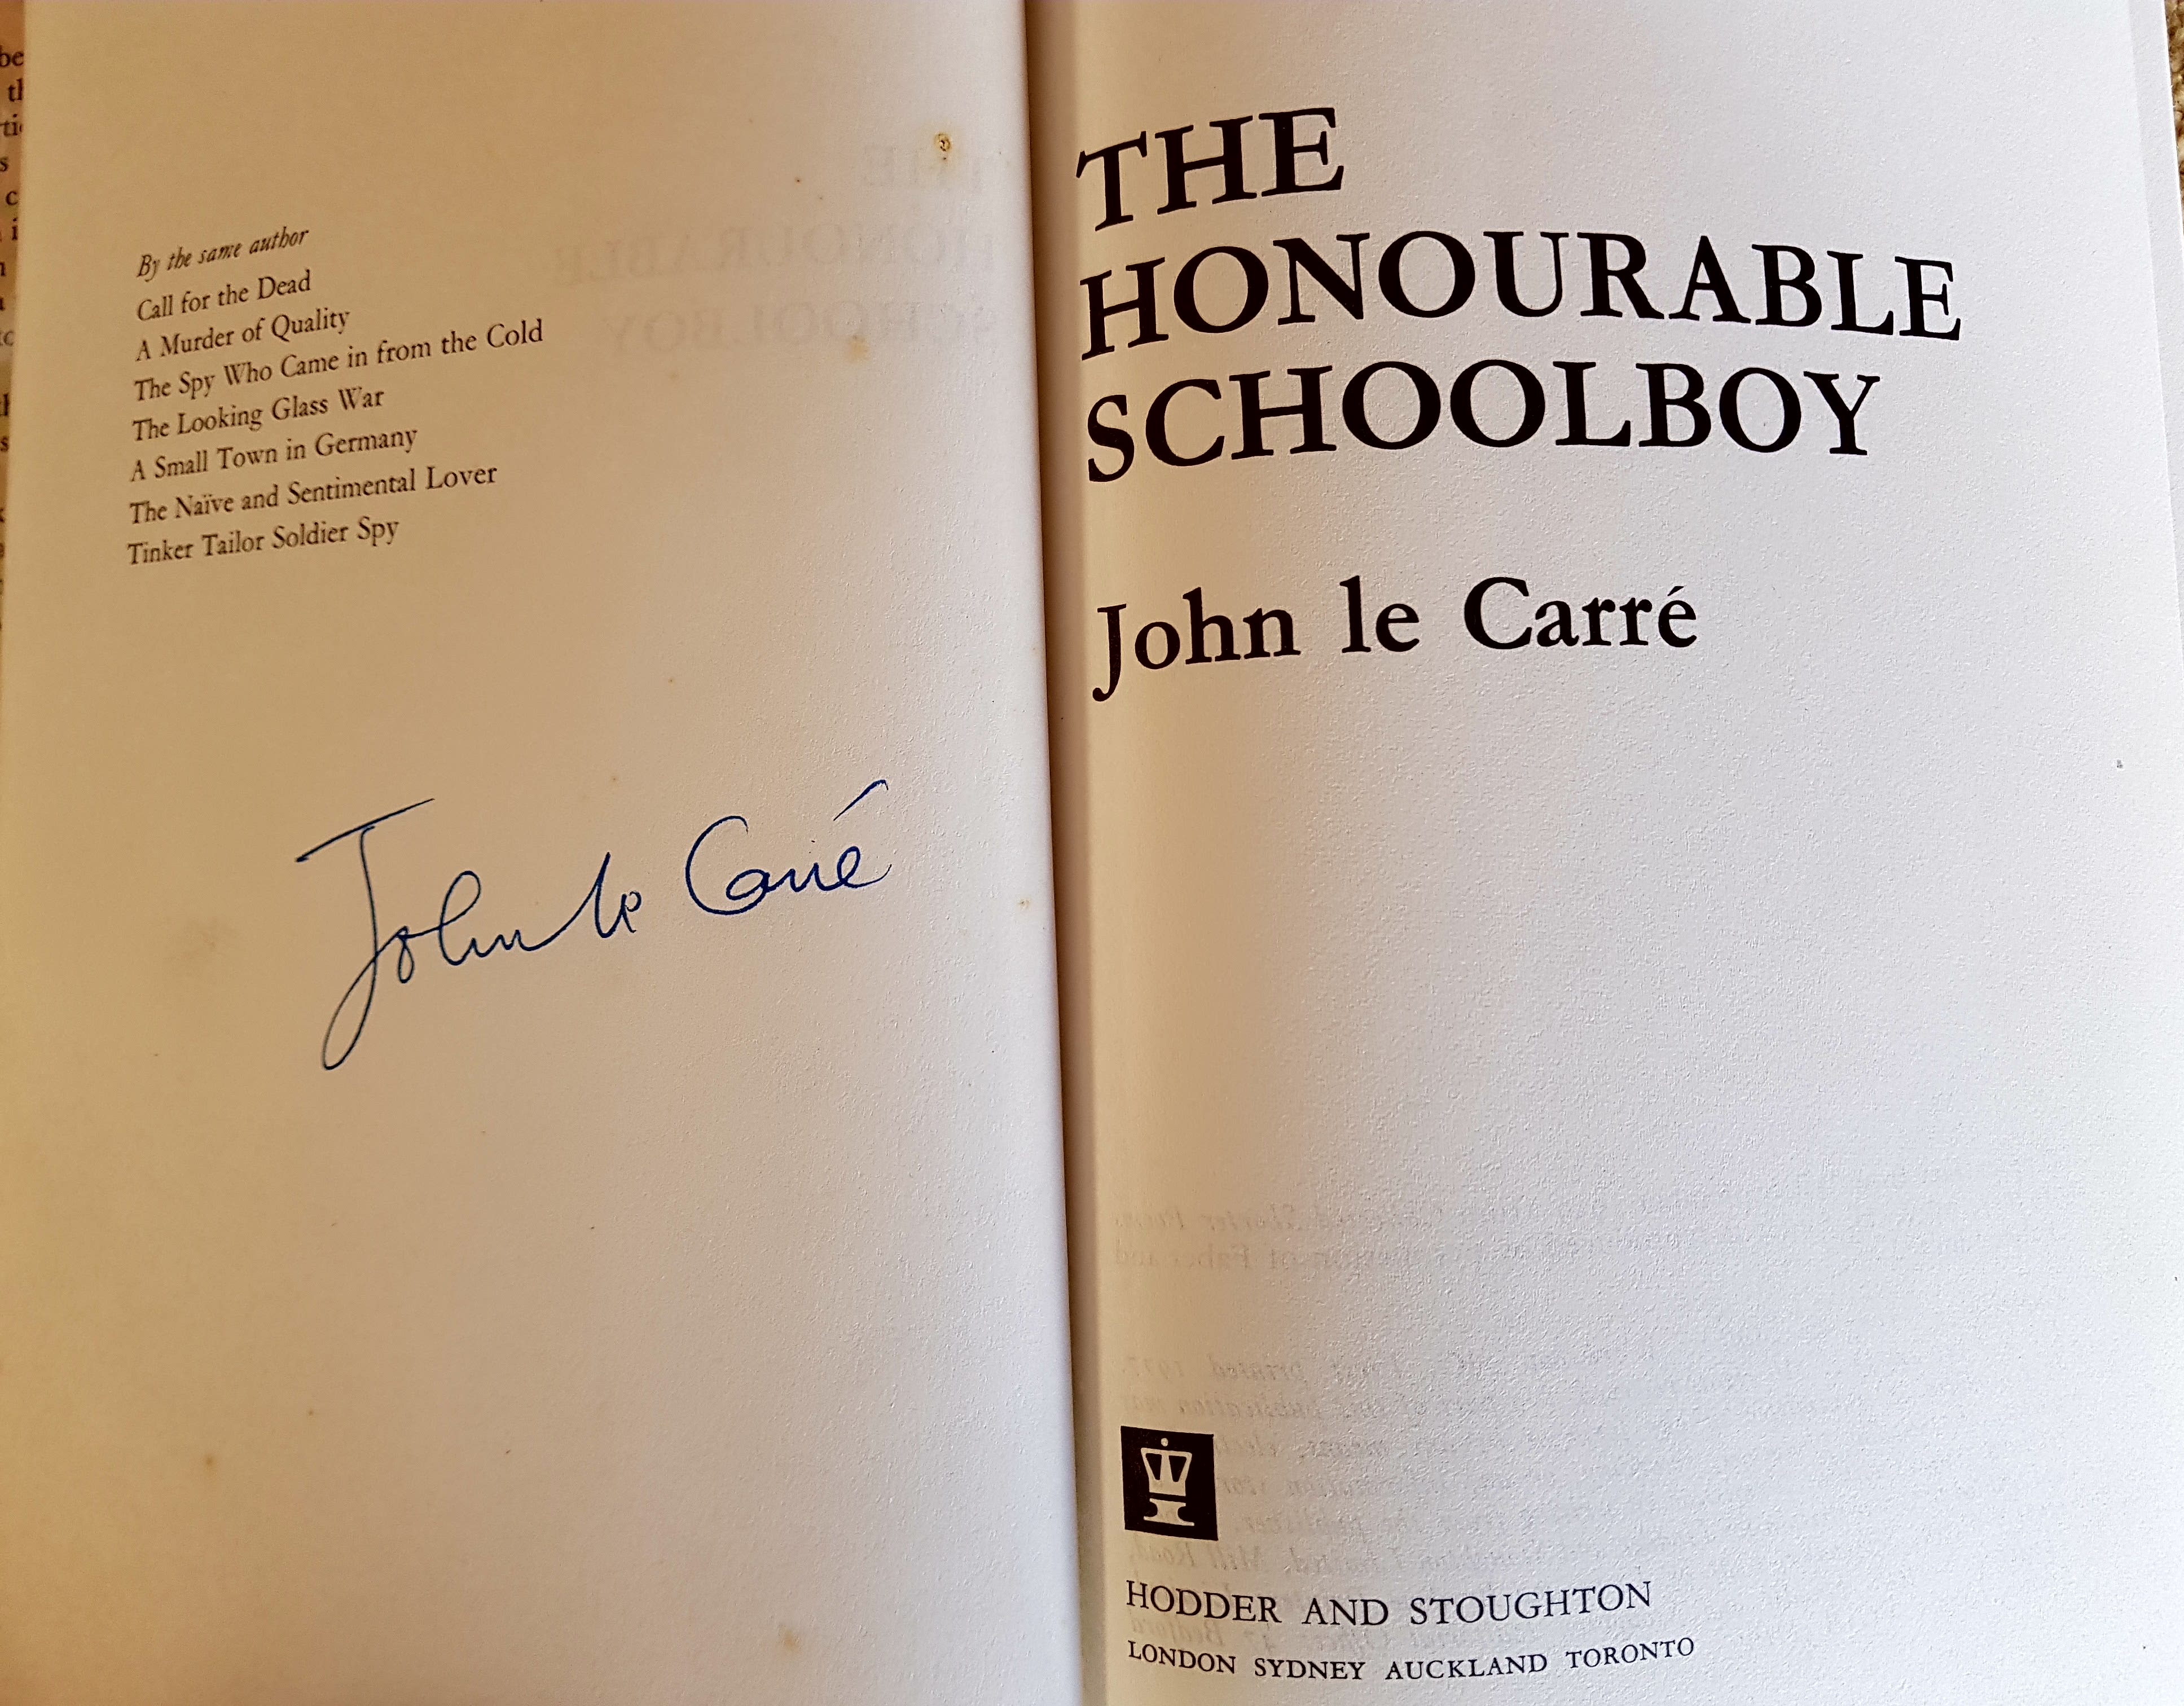 By the same author
Call for the Dead
A Murder of Quality
The Spy Who Came in from the Cold
The Looking Glass War
A Small Town in Germany
The Naïve and Sentimental Lover
Tinker Tailor Soldier Spy
John le Carré
THE
HONOURABLE
SCHOOLBOY
John le Carré
HODDER AND STOUGHTON
LONDON SYDNEY AUCKLAND TORONTO